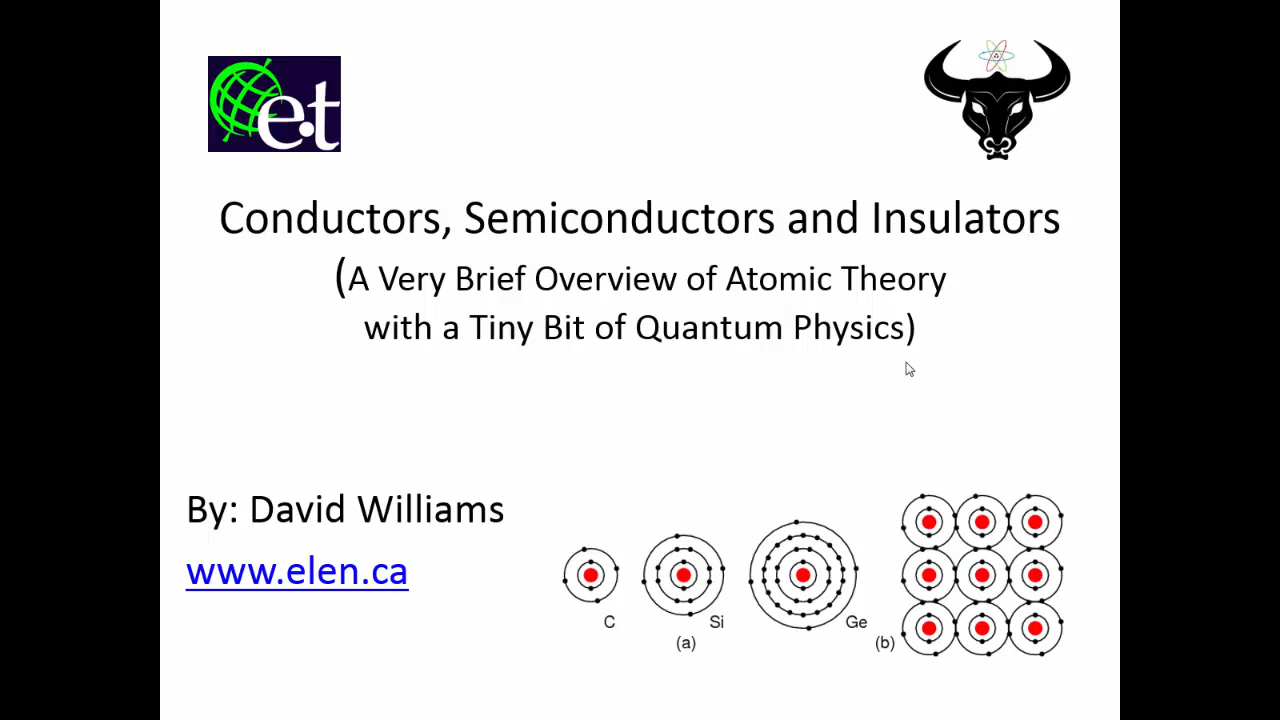 e.t
Conductors, Semiconductors and Insulators
(A Very Brief Overview of Atomic Theory
with a Tiny Bit of Quantum Physics)
By: David Williams
www.elen.ca
C
Si
Ge
(a)
(b)